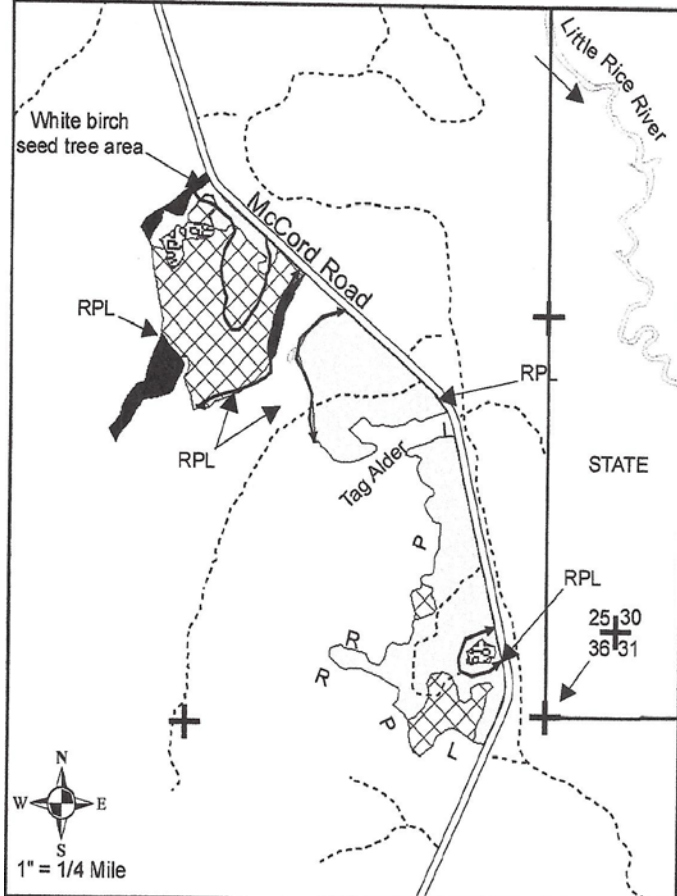 Little Rice River
White birch
seed tree area
McCord Road
RPL
RPL
RPL
Tag Alder
STATE
P
RPL
25 30
36 31
R
R
P
L
N
W E
S
1" = 1/4 Mile